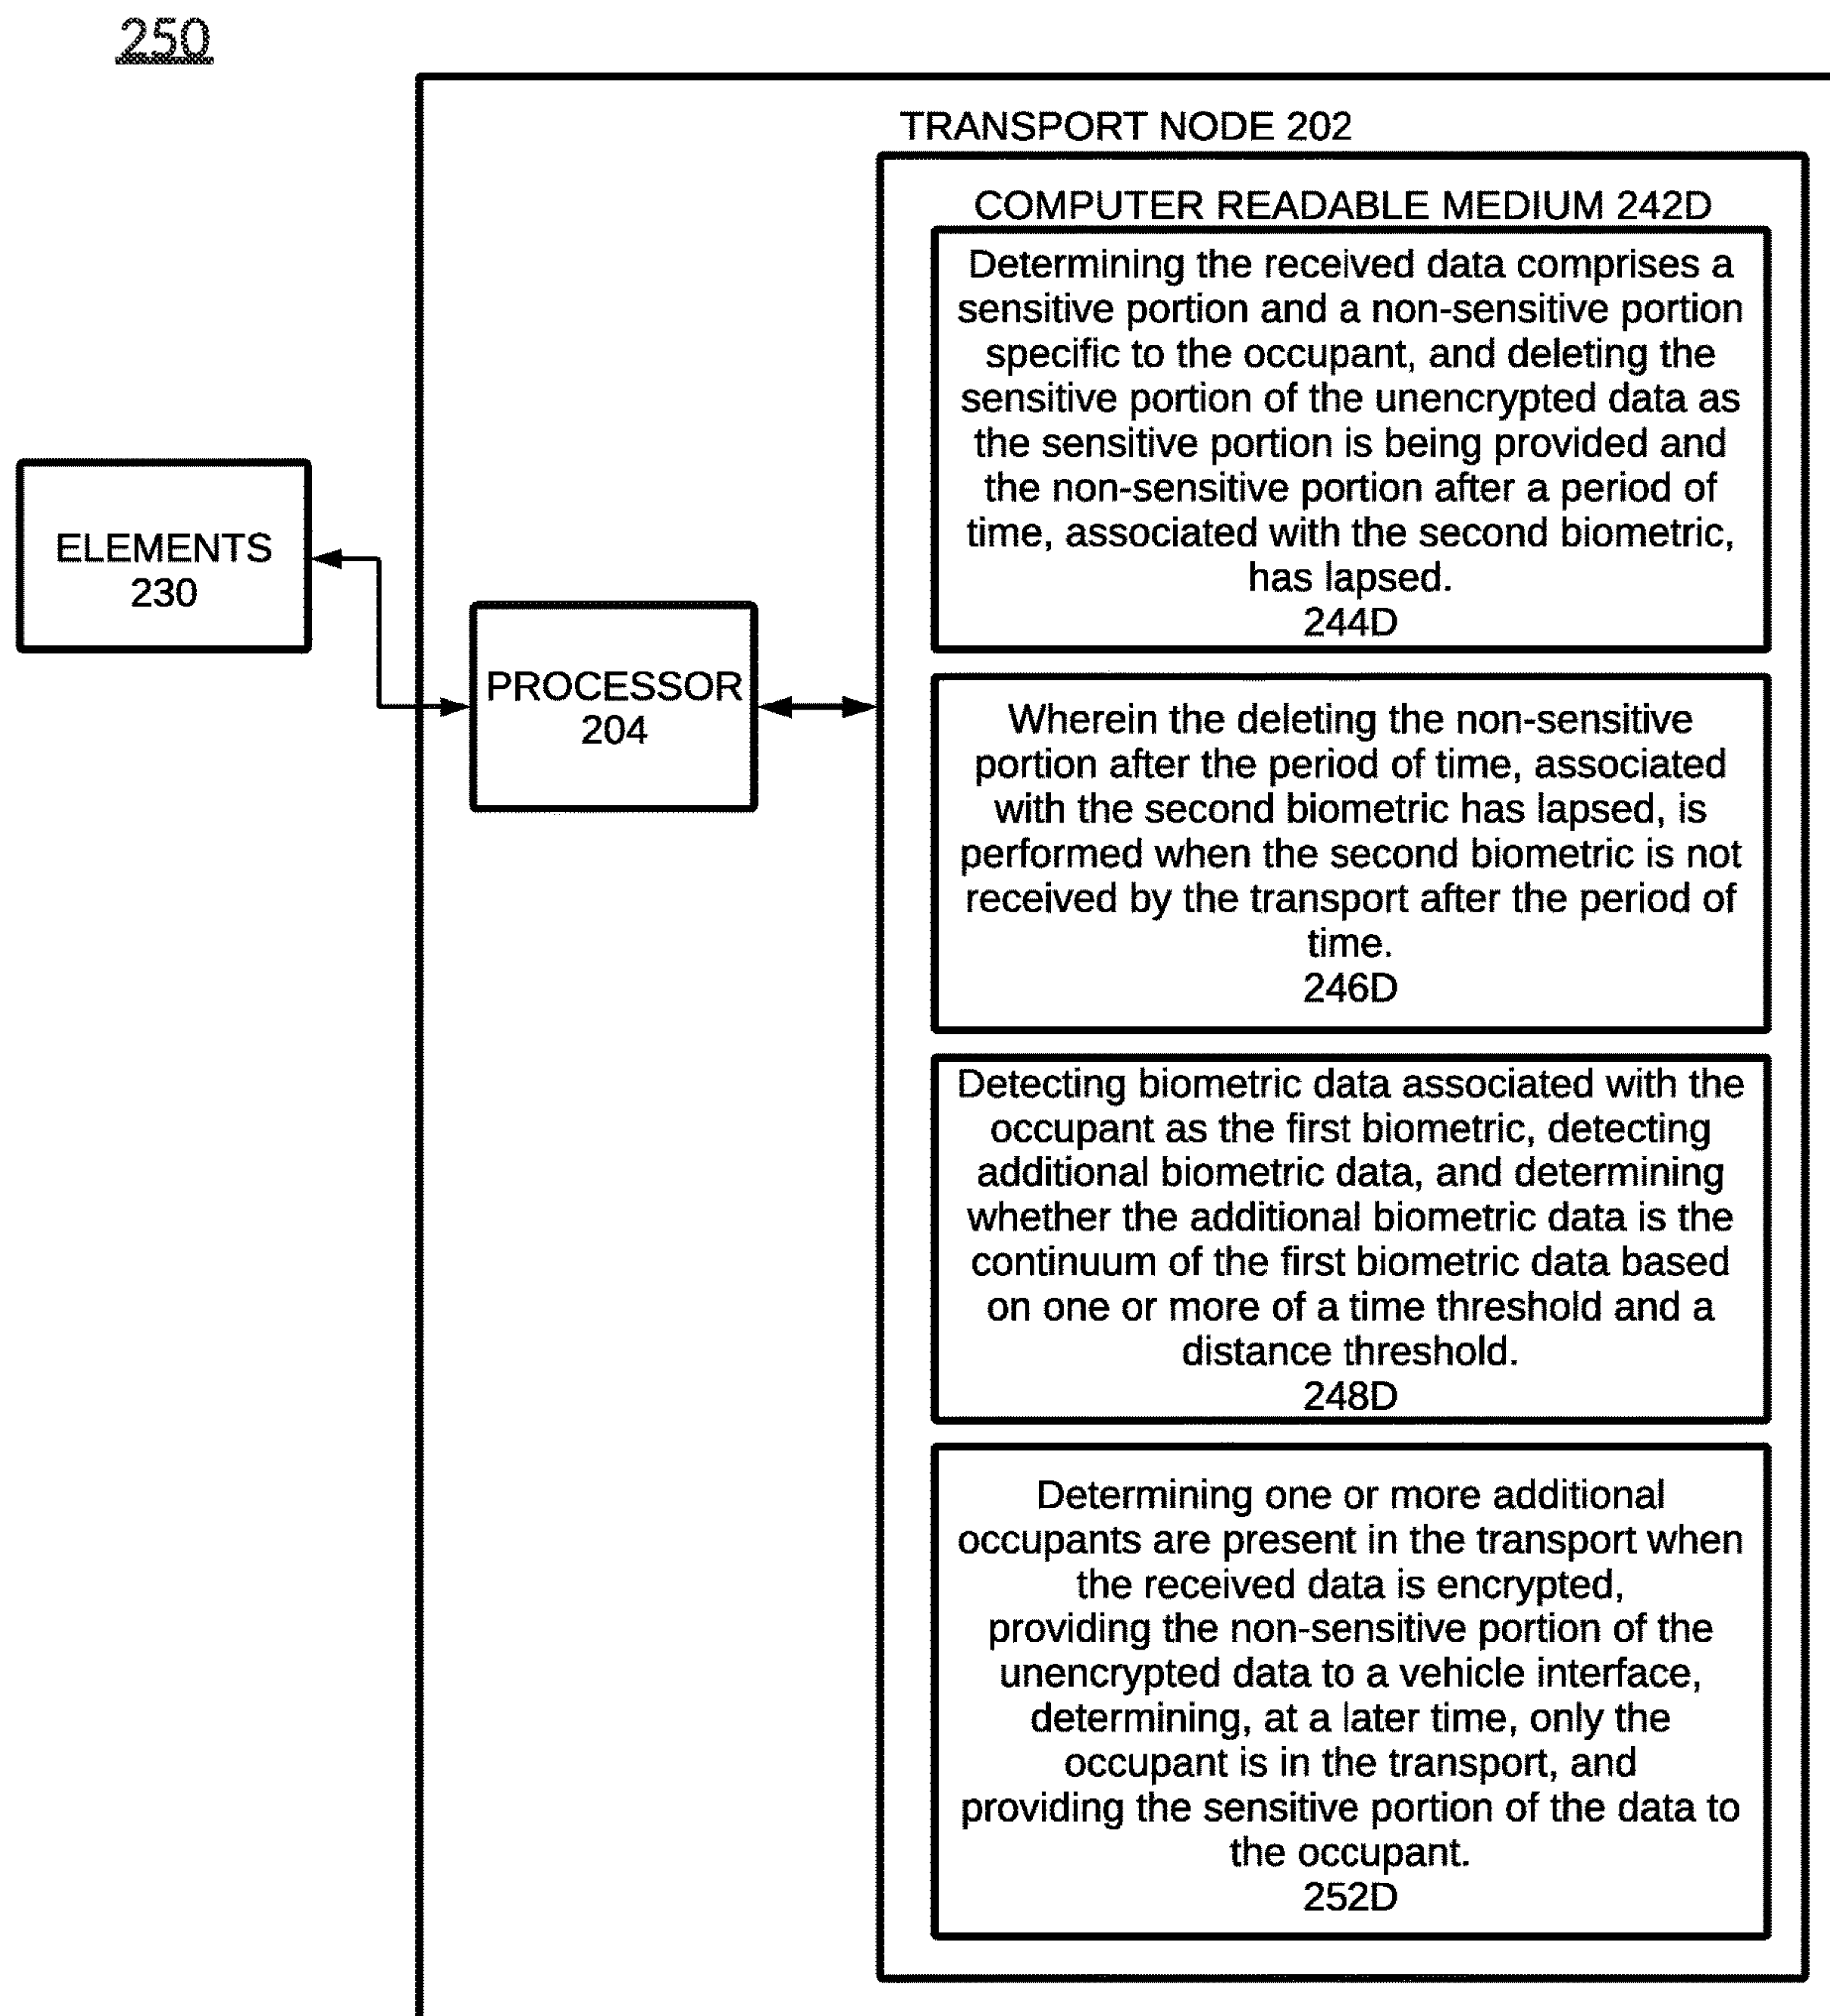 250
TRANSPORT NODE 202
COMPUTER READABLE MEDIUM 242D
Determining the received data comprises a
sensitive portion and a non-sensitive portion
specific to the occupant, and deleting the
sensitive portion of the unencrypted data as
the sensitive portion is being provided and
the non-sensitive portion after a period of
time, associated with the second biometric,
has lapsed.
244D
ELEMENTS
230
PROCESSOR
204
Wherein the deleting the non-sensitive
portion after the period of time, associated
with the second biometric has lapsed, is
performed when the second biometric is not
received by the transport after the period of
time.
246D
Detecting biometric data associated with the
occupant as the first biometric, detecting
additional biometric data, and determining
whether the additional biometric data is the
continuum of the first biometric data based
on one or more of a time threshold and a
distance threshold.
248D
Determining one or more additional
occupants are present in the transport when
the received data is encrypted,
providing the non-sensitive portion of the
unencrypted data to a vehicle interface,
determining, at a later time, only the
occupant is in the transport, and
providing the sensitive portion of the data to
the occupant.
252D